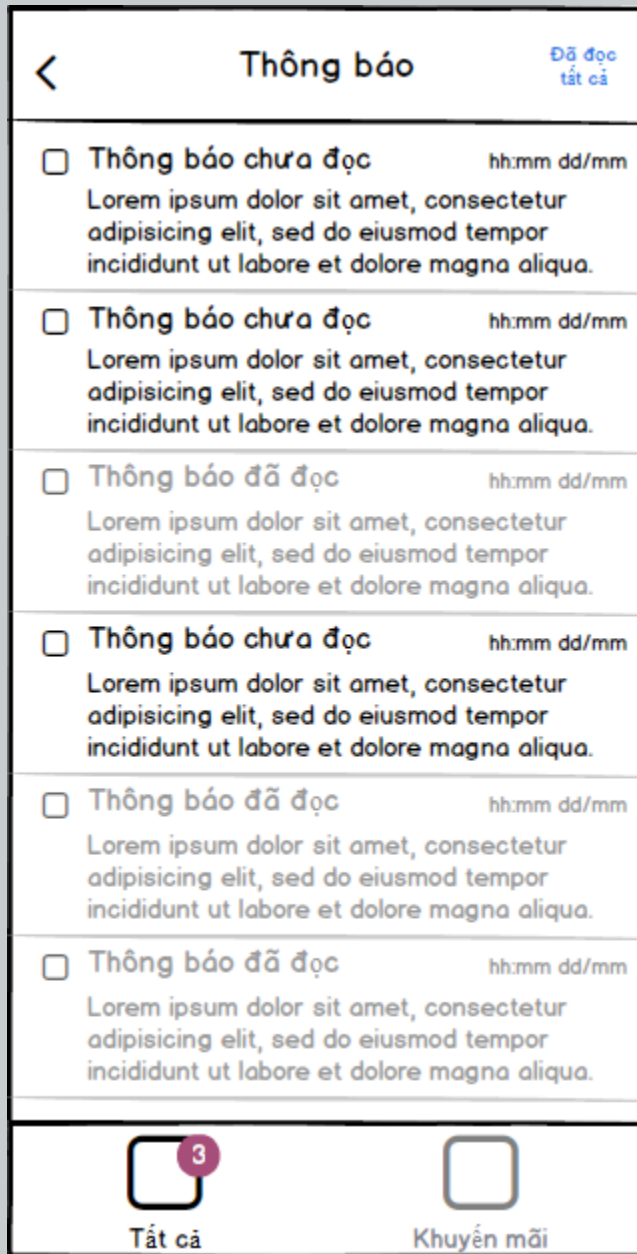 Thông báo
Đã đọc
tất cả
Thông báo chưa đọc hh:mm dd/mm
Lorem ipsum dolor sit amet, consectetur
adipisicing elit, sed do eiusmod tempor
incididunt ut labore et dolore magna aliqua.
Thông báo chưa đọc hh:mm dd/mm
Lorem ipsum dolor sit amet, consectetur
adipisicing elit, sed do eiusmod tempor
incididunt ut labore et dolore magna aliqua.
Thông báo đã đọc hh:mm dd/mm
Lorem ipsum dolor sit amet, consectetur
adipisicing elit, sed do eiusmod tempor
incididunt ut labore et dolore magna aliqua.
Thông báo chưa đọc hh:mm dd/mm
Lorem ipsum dolor sit amet, consectetur
adipisicing elit, sed do eiusmod tempor
incididunt ut labore et dolore magna aliqua.
Thông báo đã đọc hh:mm dd/mm
Lorem ipsum dolor sit amet, consectetur
adipisicing elit, sed do eiusmod tempor
incididunt ut labore et dolore magna aliqua.
Thông báo đã đọc hh:mm dd/mm
Lorem ipsum dolor sit amet, consectetur
adipisicing elit, sed do eiusmod tempor
incididunt ut labore et dolore magna aliqua.
3
Tất cả
Khuyến mãi